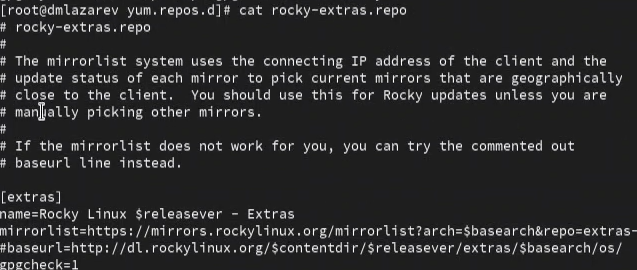 [root@dmlazarev yum.repos.d]# cat rocky-extras.repo
# rocky-extras.repo
#
# The mirrorlist system uses the connecting IP address of the client and the
# update status of each mirror to pick current mirrors that are geographically
# close to the client.  You should use this for Rocky updates unless you are
# manually picking other mirrors.
#
# If the mirrorlist does not work for you, you can try the commented out
# baseurl line instead.

[extras]
name=Rocky Linux $releasever - Extras
mirrorlist=https://mirrors.rockylinux.org/mirrorlist?arch=$basearch&repo=extras-
#baseurl=http://dl.rockylinux.org/$contentdir/$releasever/extras/$basearch/os/
gpgcheck=1